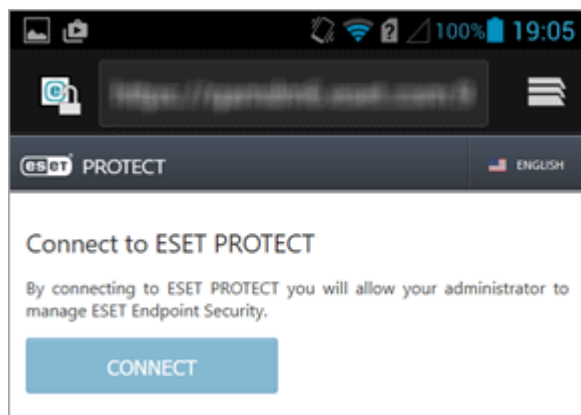 100% 19:05
eset PROTECT ENGLISH
Connect to ESET PROTECT
By connecting to ESET PROTECT you will allow your administrator to
manage ESET Endpoint Security.
CONNECT